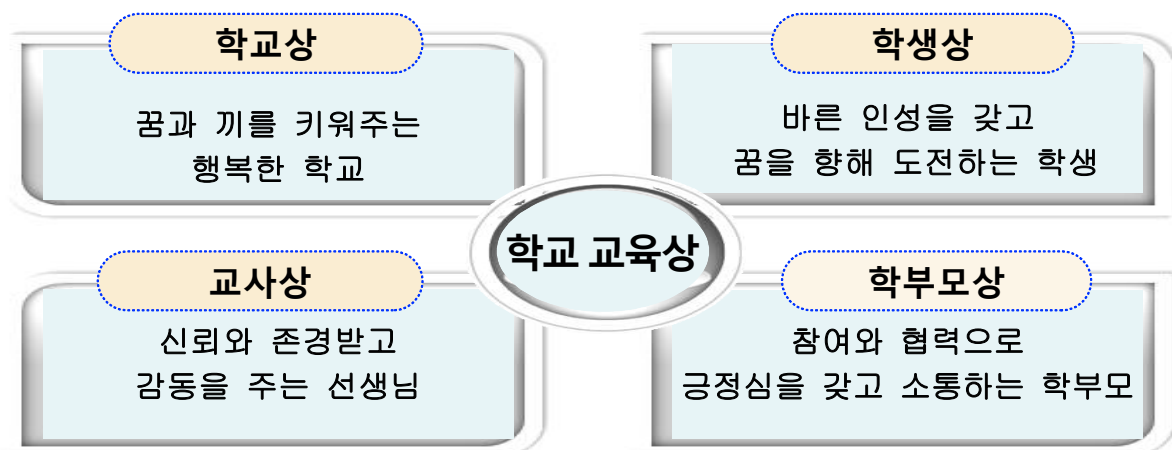 학교상
꿈과 끼를 키워주는
행복한 학교
학생상
바른 인성을 갖고
꿈을 향해 도전하는 학생
학교 교육상
교사상
신뢰와 존경받고
감동을 주는 선생님
학부모상
참여와 협력으로
긍정심을 갖고 소통하는 학부모